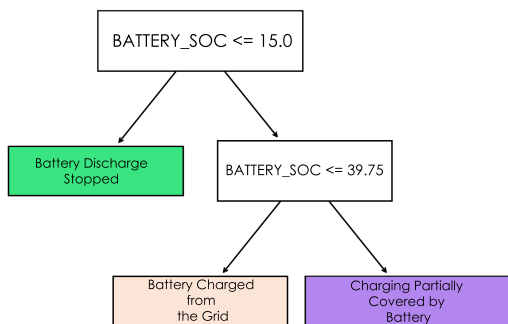 BATTERY_SOC <= 15.0
Battery Discharge
Stopped
BATTERY_SOC <= 39.75
Battery Charged
from
the Grid
Charging Partially
Covered by
Battery